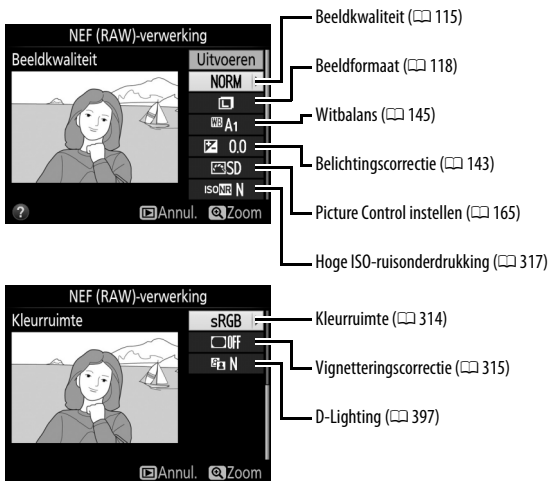 NEF (RAW)-verwerking
Beeldkwaliteit
Uitvoeren
NORM
L
WB A1
0.0
SD
ISO NR N
? Annul. Zoom
Beeldkwaliteit (115)
Beeldformaat (118)
Witbalans (145)
Belichtingscorrectie (143)
Picture Control instellen (165)
Hoge ISO-ruisonderdrukking (317)
NEF (RAW)-verwerking
Kleurruimte
sRGB
OFF
N
Annul. Zoom
Kleurruimte (314)
Vignetteringscorrectie (315)
D-Lighting (397)